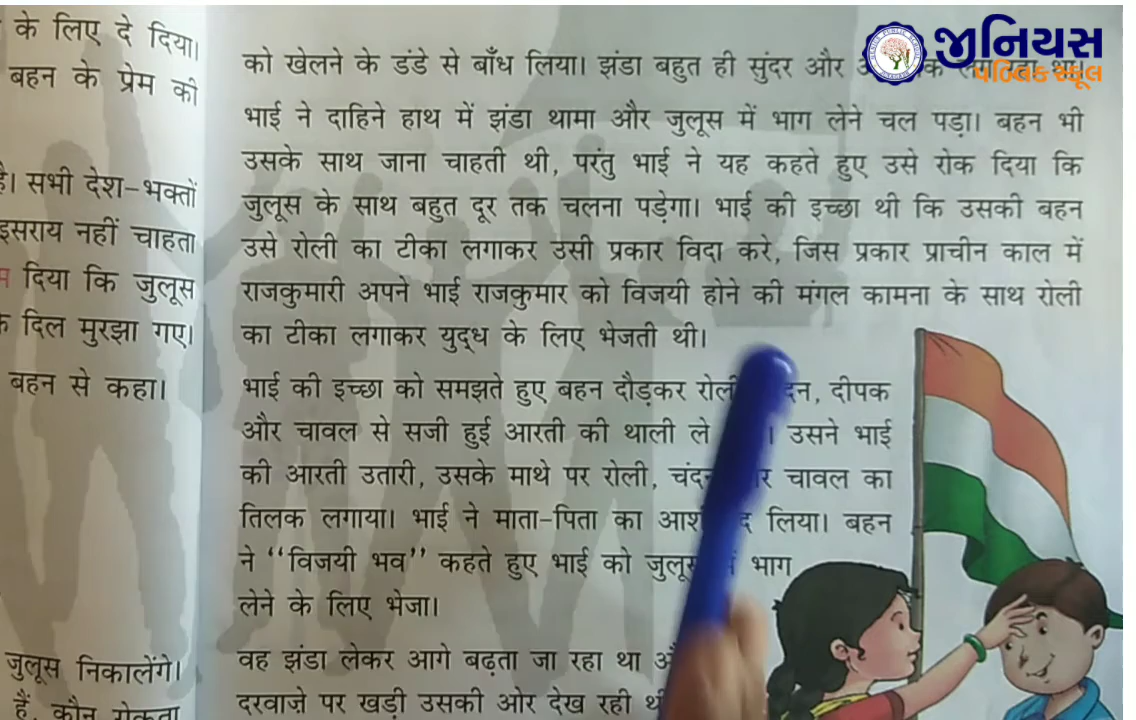 के लिए दे दिया।
बहन के प्रेम की
है। सभी देश-भक्तों
इसराय नहीं चाहता
दिया कि जुलूस
दिल मुरझा गए।
बहन से कहा।
जुलूस निकालेंगे।
हैं, कौन रोकता
को खेलने के डंडे से बाँध लिया। झंडा बहुत ही सुंदर और
भाई ने दाहिने हाथ में झंडा थामा और जुलूस में भाग लेने चल पड़ा। बहन भी
उसके साथ जाना चाहती थी, परंतु भाई ने यह कहते हुए उसे रोक दिया कि
जुलूस के साथ बहुत दूर तक चलना पड़ेगा। भाई की इच्छा थी कि उसकी बहन
उसे रोली का टीका लगाकर उसी प्रकार विदा करे, जिस प्रकार प्राचीन काल में
राजकुमारी अपने भाई राजकुमार को विजयी होने की मंगल कामना के साथ रोली
का टीका लगाकर युद्ध के लिए भेजती थी।
भाई की इच्छा को समझते हुए बहन दौड़कर दीपक
और चावल से सजी हुई आरती की थाली ले उसने भाई
की आरती उतारी, उसके माथे पर रोली, चावल का
तिलक लगाया। भाई ने माता-पिता का लिया। बहन
ने “विजयी भव” कहते हुए भाई को भाग
लेने के लिए भेजा।
वह झंडा लेकर आगे बढ़ता जा रहा था
दरवाज़े पर खड़ी उसकी ओर देख रही
જીનિયસ
પબ્લિક સ્કૂલ